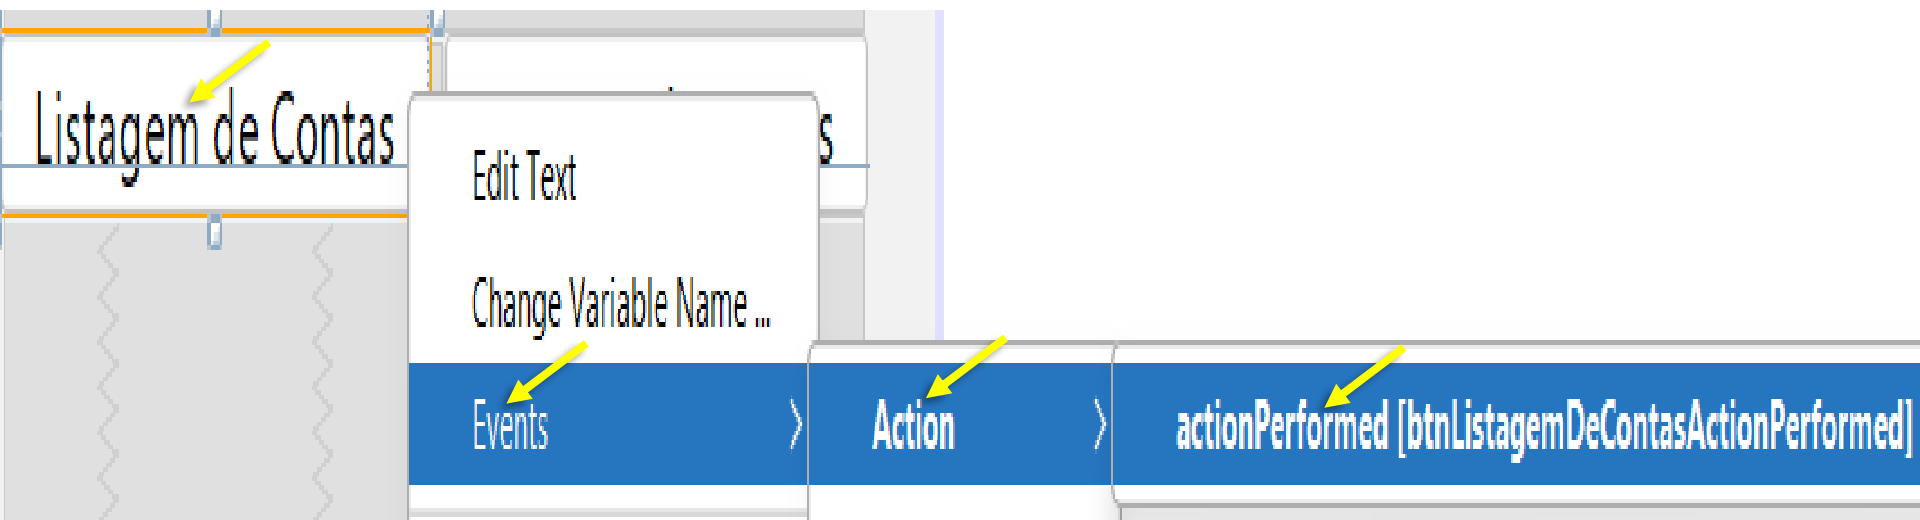 Listagem de Contas
s
Edit Text
Change Variable Name ...
Events
Action
actionPerformed [btnListagemDeContasActionPerformed]